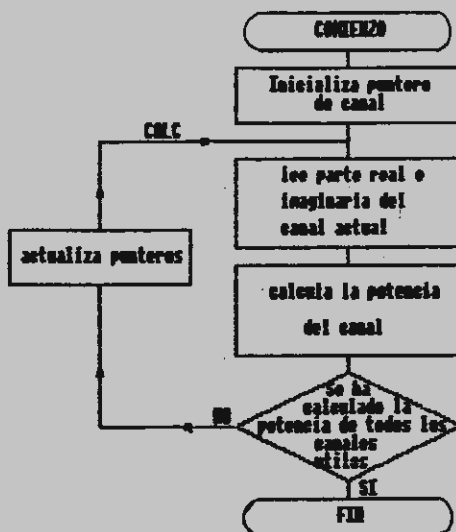 COMIENZO
Inicializa puntero
de canal
CALC
lee parte real e
imaginaria del
canal actual
actualiza punteros
calcula la potencia
del canal
Se ha
calculado la
potencia de todos los
canales
utiles
NO
SI
FIN